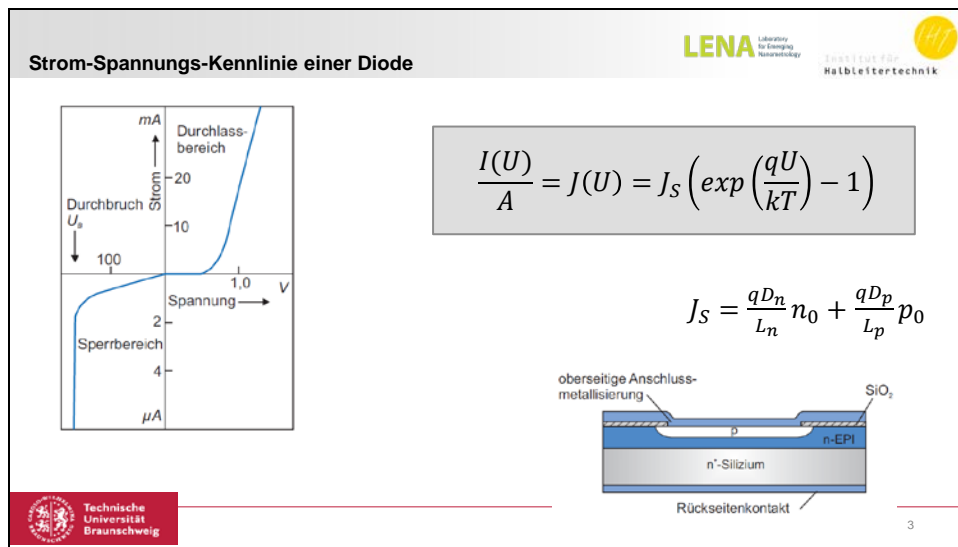 Strom-Spannungs-Kennlinie einer Diode
LENA Laboratory for Emerging Nanometrology
Institut für
Halbleitertechnik
mA
Durchlass-
bereich
Strom
20
Durchbruch
U_s
10
100
1,0
V
Spannung
2
Sperrbereich
4
µA
I(U)/A = J(U) = J_S (exp(qU/kT) − 1)
J_S = qD_n/L_n n_0 + qD_p/L_p p_0
oberseitige Anschluss-
metallisierung
SiO₂
p
n-EPI
n⁺-Silizium
Rückseitenkontakt
Technische
Universität
Braunschweig
3